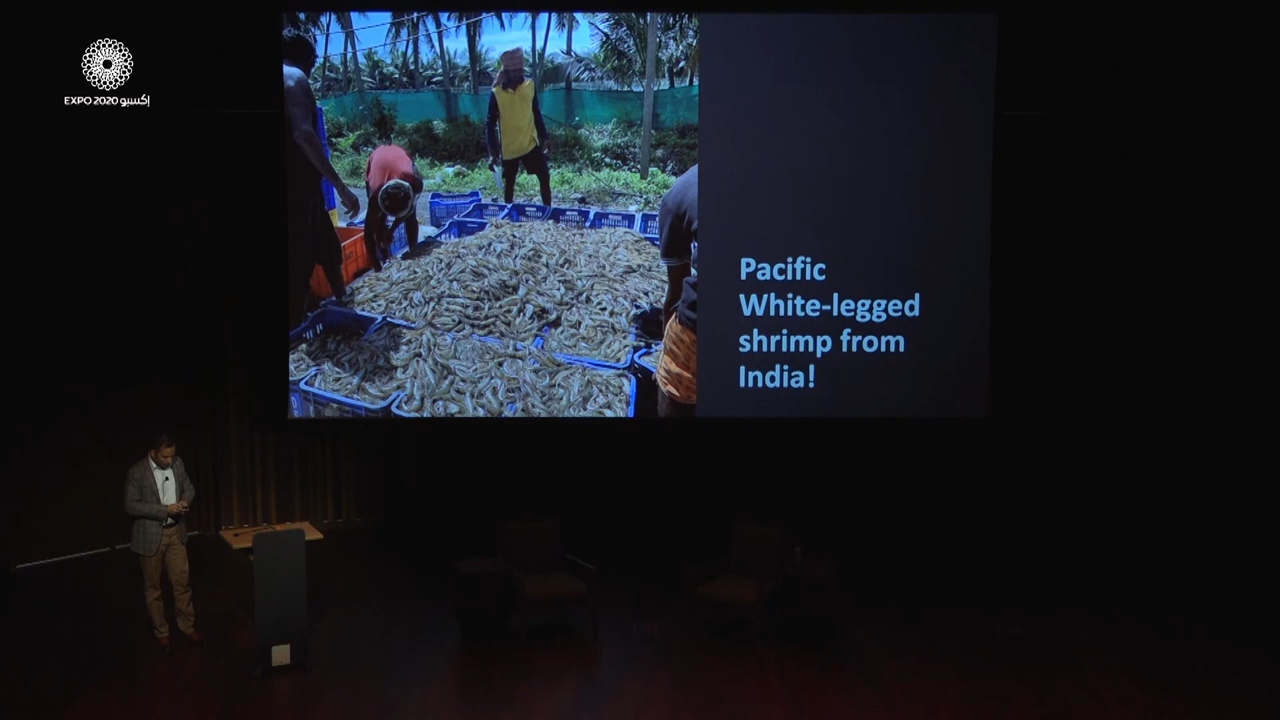 EXPO 2020 إكسبو
Pacific
White-legged
shrimp from
India!